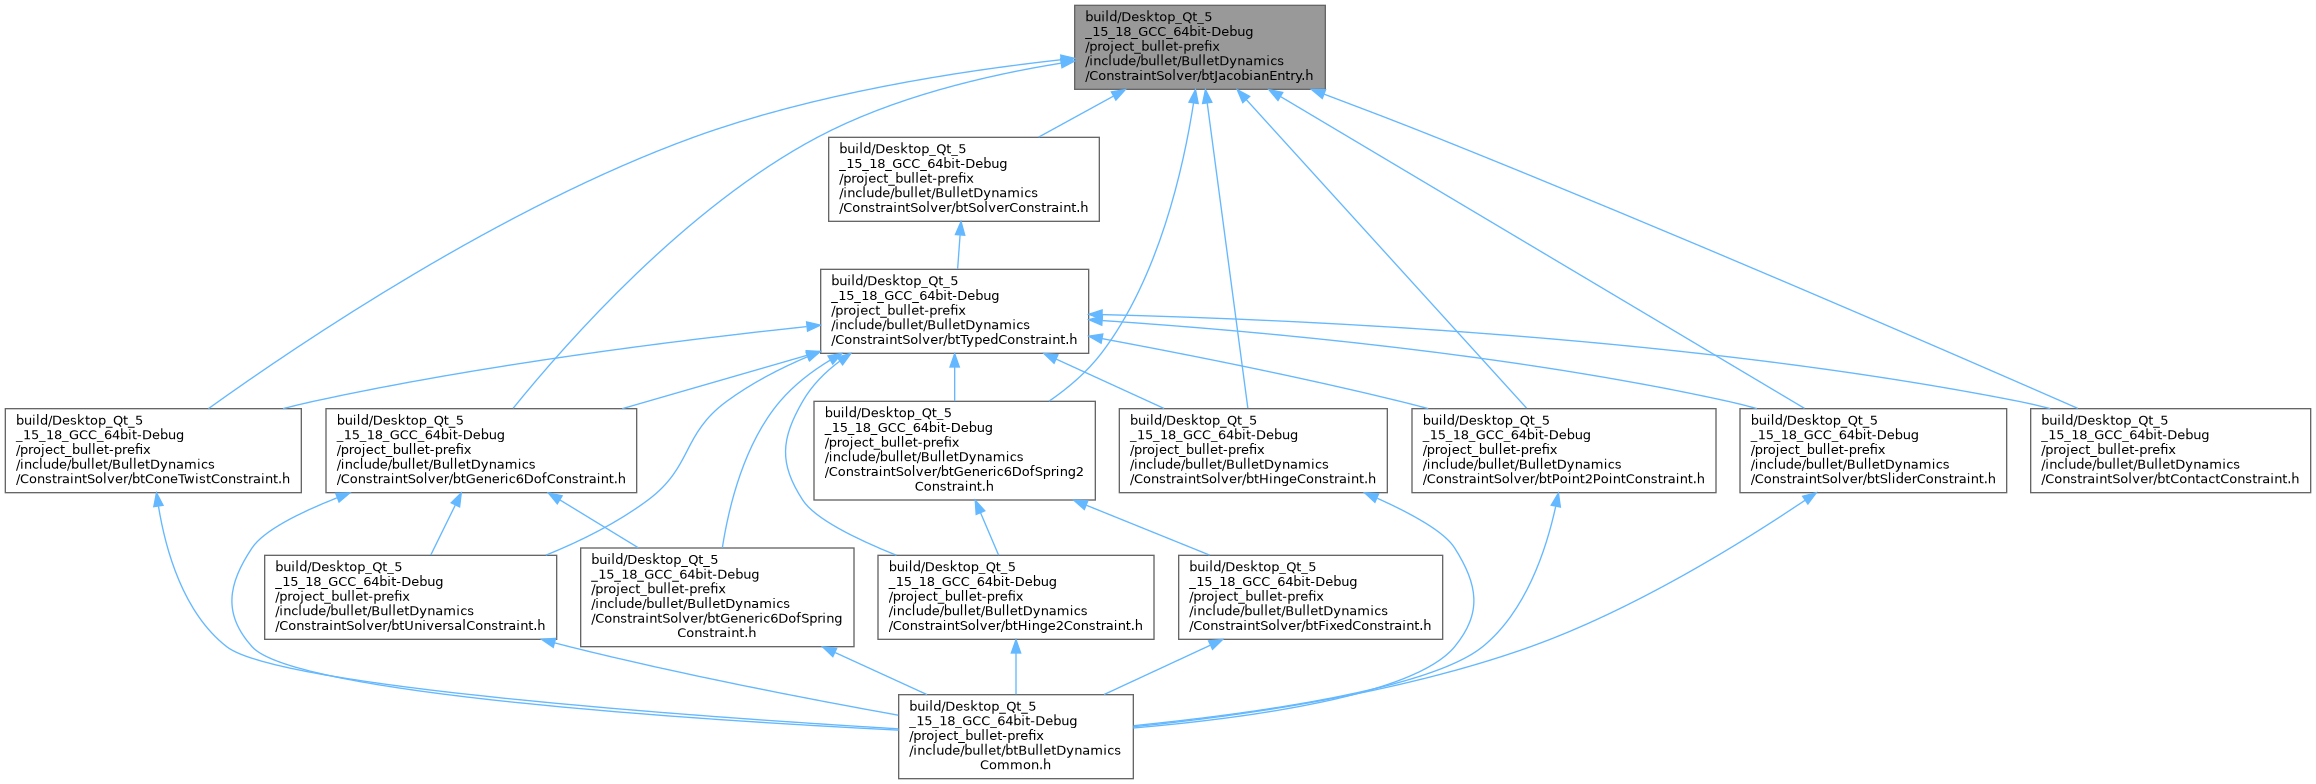 build/Desktop_Qt_5
_15_18_GCC_64bit-Debug
/project_bullet-prefix
/include/bullet/BulletDynamics
/ConstraintSolver/btJacobianEntry.h
build/Desktop_Qt_5
_15_18_GCC_64bit-Debug
/project_bullet-prefix
/include/bullet/BulletDynamics
/ConstraintSolver/btSolverConstraint.h
build/Desktop_Qt_5
_15_18_GCC_64bit-Debug
/project_bullet-prefix
/include/bullet/BulletDynamics
/ConstraintSolver/btTypedConstraint.h
build/Desktop_Qt_5
_15_18_GCC_64bit-Debug
/project_bullet-prefix
/include/bullet/BulletDynamics
/ConstraintSolver/btConeTwistConstraint.h
build/Desktop_Qt_5
_15_18_GCC_64bit-Debug
/project_bullet-prefix
/include/bullet/BulletDynamics
/ConstraintSolver/btGeneric6DofConstraint.h
build/Desktop_Qt_5
_15_18_GCC_64bit-Debug
/project_bullet-prefix
/include/bullet/BulletDynamics
/ConstraintSolver/btGeneric6DofSpring2
Constraint.h
build/Desktop_Qt_5
_15_18_GCC_64bit-Debug
/project_bullet-prefix
/include/bullet/BulletDynamics
/ConstraintSolver/btHingeConstraint.h
build/Desktop_Qt_5
_15_18_GCC_64bit-Debug
/project_bullet-prefix
/include/bullet/BulletDynamics
/ConstraintSolver/btPoint2PointConstraint.h
build/Desktop_Qt_5
_15_18_GCC_64bit-Debug
/project_bullet-prefix
/include/bullet/BulletDynamics
/ConstraintSolver/btSliderConstraint.h
build/Desktop_Qt_5
_15_18_GCC_64bit-Debug
/project_bullet-prefix
/include/bullet/BulletDynamics
/ConstraintSolver/btContactConstraint.h
build/Desktop_Qt_5
_15_18_GCC_64bit-Debug
/project_bullet-prefix
/include/bullet/BulletDynamics
/ConstraintSolver/btUniversalConstraint.h
build/Desktop_Qt_5
_15_18_GCC_64bit-Debug
/project_bullet-prefix
/include/bullet/BulletDynamics
/ConstraintSolver/btGeneric6DofSpring
Constraint.h
build/Desktop_Qt_5
_15_18_GCC_64bit-Debug
/project_bullet-prefix
/include/bullet/BulletDynamics
/ConstraintSolver/btHinge2Constraint.h
build/Desktop_Qt_5
_15_18_GCC_64bit-Debug
/project_bullet-prefix
/include/bullet/BulletDynamics
/ConstraintSolver/btFixedConstraint.h
build/Desktop_Qt_5
_15_18_GCC_64bit-Debug
/project_bullet-prefix
/include/bullet/btBulletDynamics
Common.h